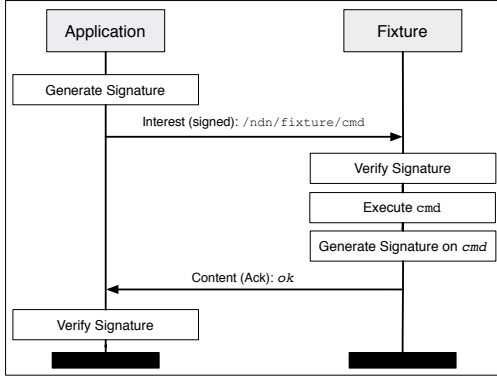 Application
Fixture
Generate Signature
Interest (signed): /ndn/fixture/cmd
Verify Signature
Execute cmd
Generate Signature on cmd
Content (Ack): ok
Verify Signature